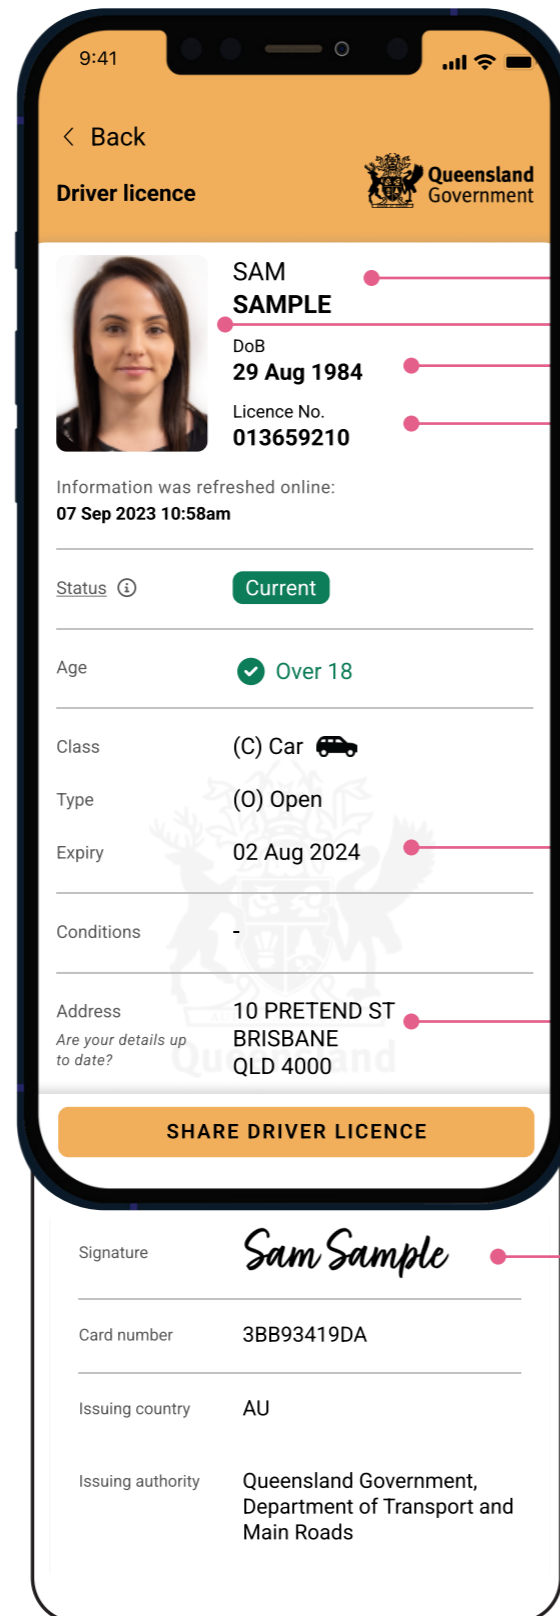 9:41
Back
Driver licence
Queensland
Government
SAM
SAMPLE
DoB
29 Aug 1984
Licence No.
013659210
Information was refreshed online:
07 Sep 2023 10:58am
Status
Current
Age
Over 18
Class
(C) Car
Type
(O) Open
Expiry
02 Aug 2024
Conditions
-
Address
10 PRETEND ST
Are your details up
to date?
BRISBANE
QLD 4000
Queensland
SHARE DRIVER LICENCE
Signature
Sam Sample
Card number
3BB93419DA
Issuing country
AU
Issuing authority
Queensland Government,
Department of Transport and
Main Roads